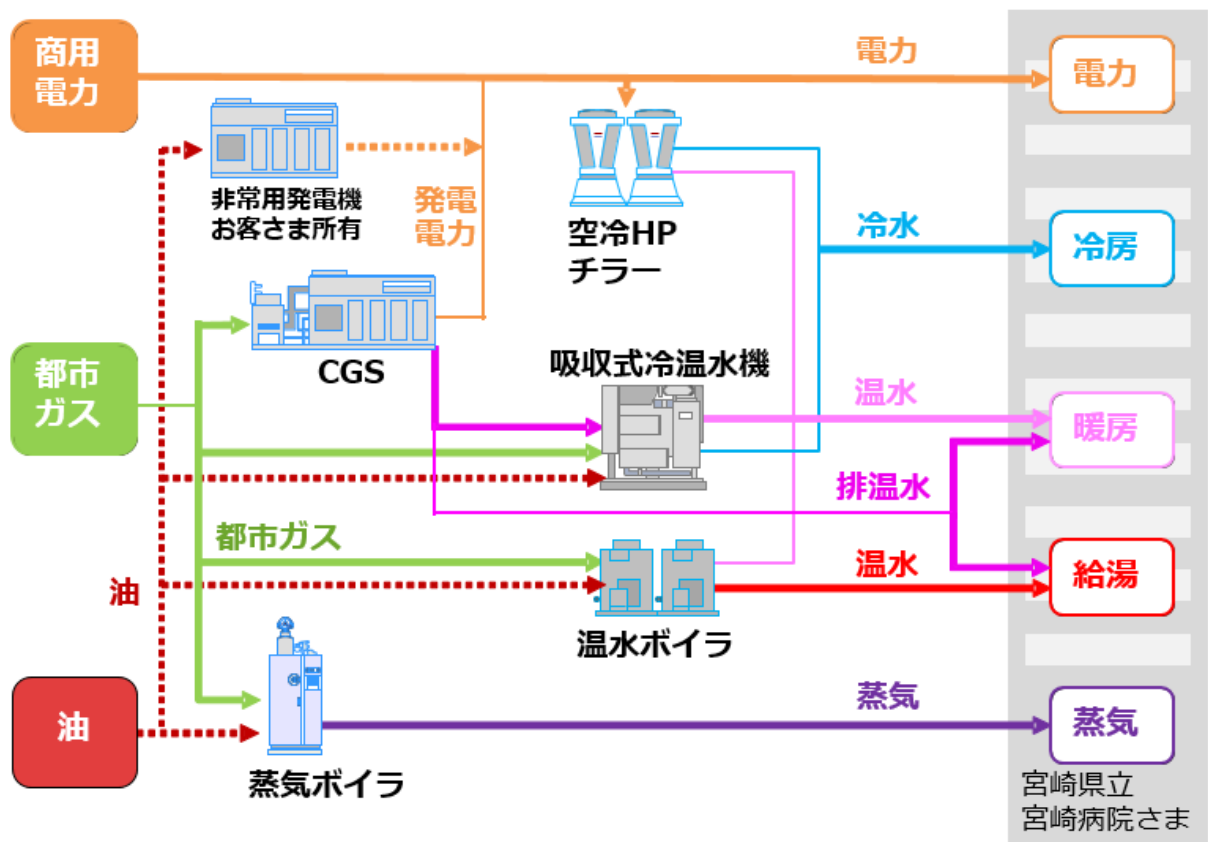 商用
電力
電力
電力
非常用発電機
お客さま所有
発電
電力
空冷HP
チラー
冷水
冷房
CGS
都市
ガス
吸収式冷温水機
温水
暖房
排温水
都市ガス
温水
給湯
油
温水ボイラ
油
蒸気
蒸気
蒸気ボイラ
宮崎県立
宮崎病院さま